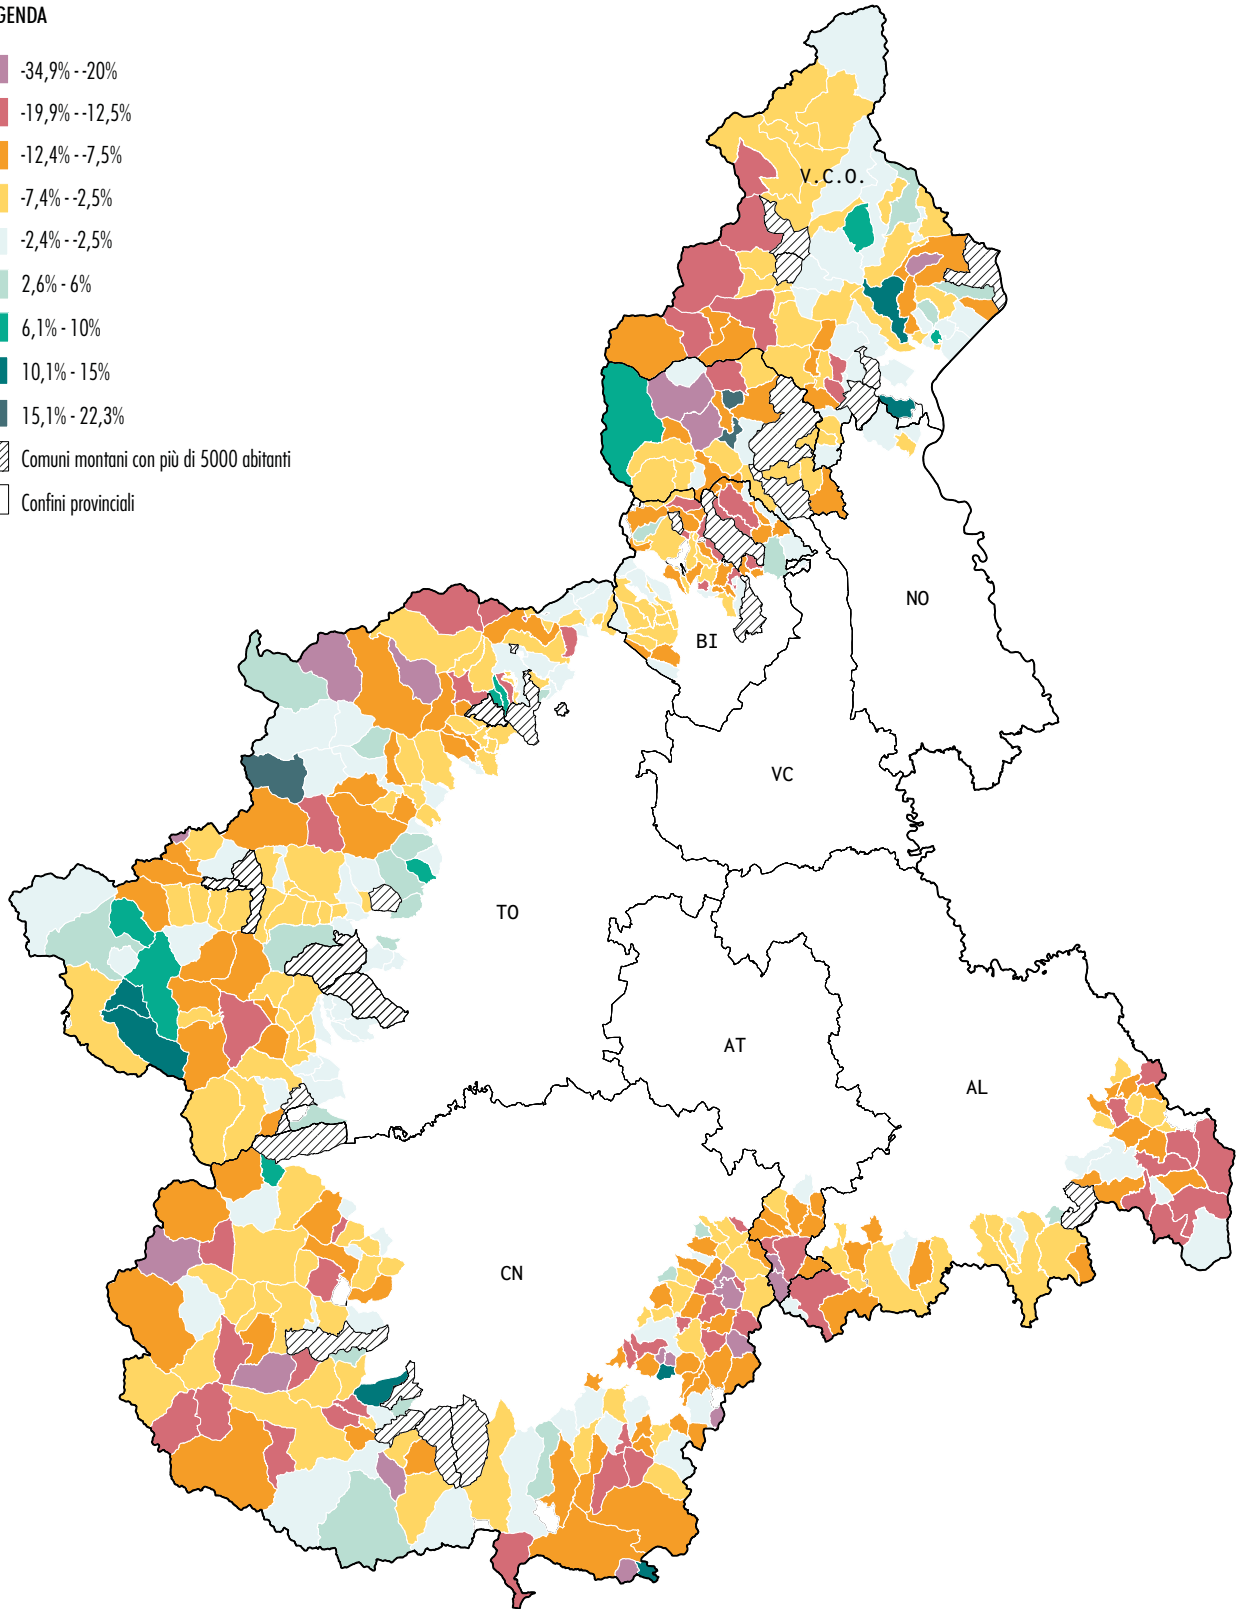 GENDA
-34,9% - -20%
-19,9% - -12,5%
-12,4% - -7,5%
-7,4% - -2,5%
-2,4% - -2,5%
2,6% - 6%
6,1% - 10%
10,1% - 15%
15,1% - 22,3%
Comuni montani con più di 5000 abitanti
Confini provinciali
V.C.O.
NO
BI
VC
TO
AT
AL
CN